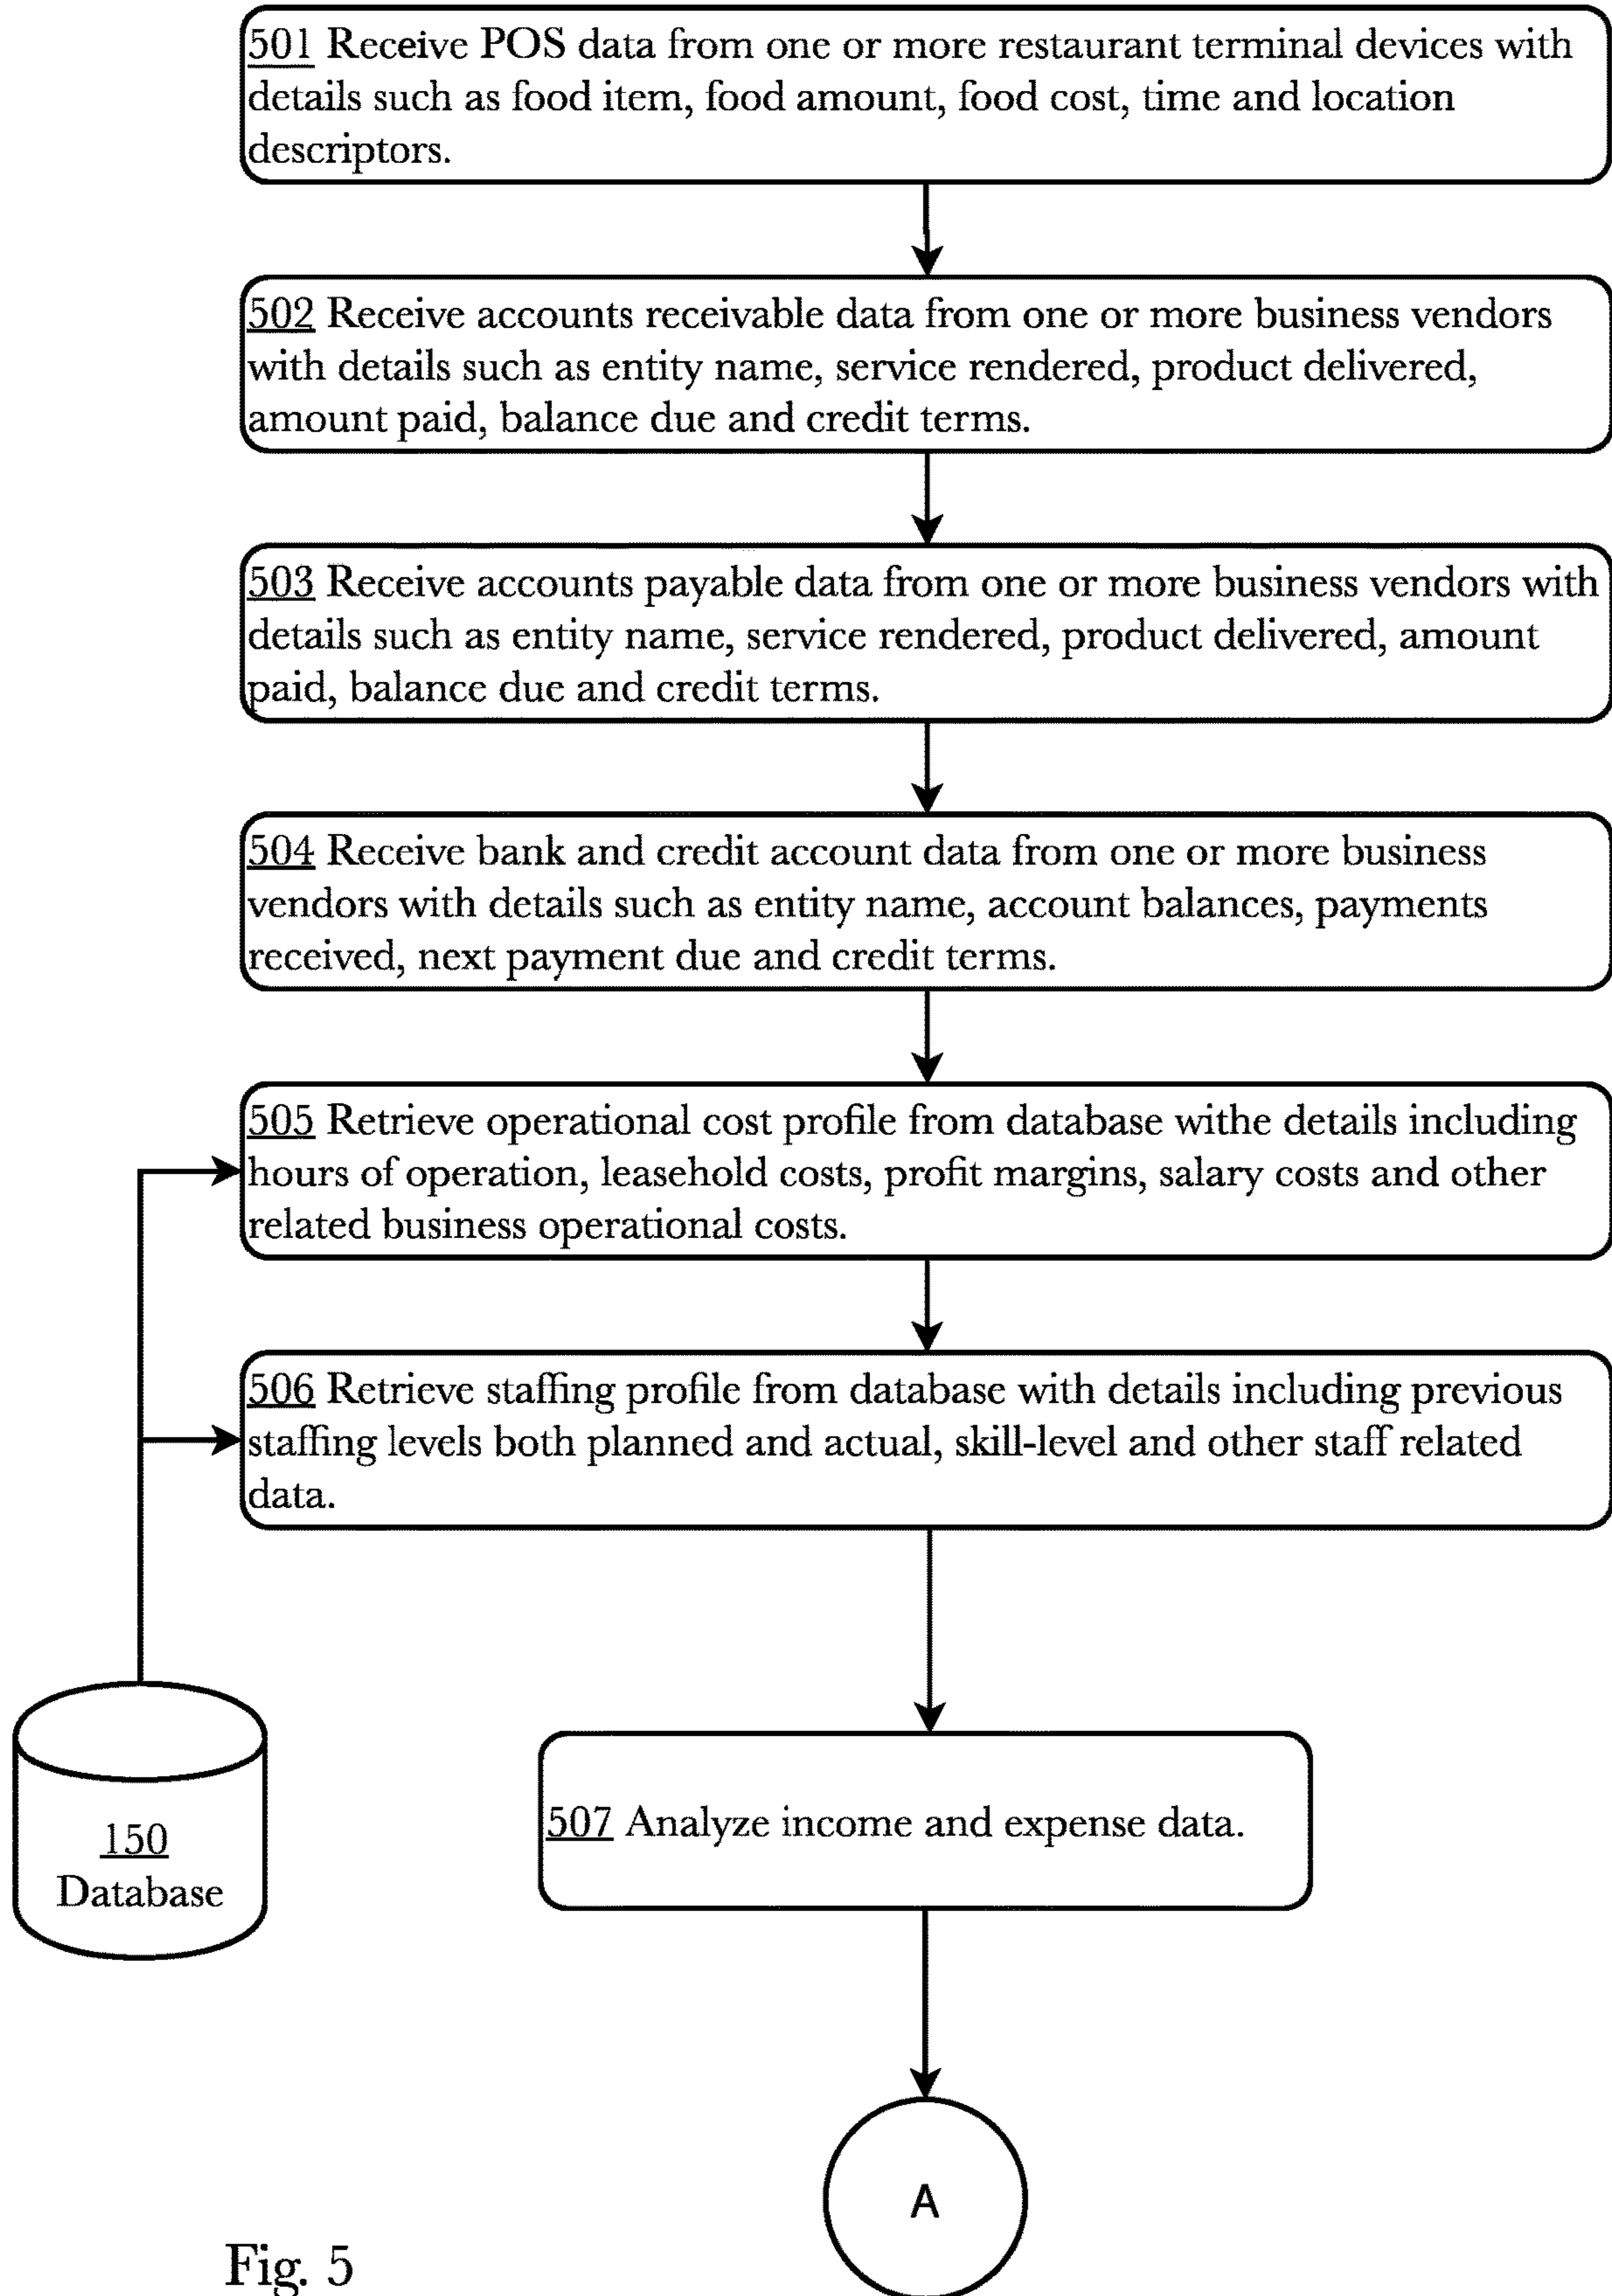 501 Receive POS data from one or more restaurant terminal devices with
details such as food item, food amount, food cost, time and location
descriptors.
502 Receive accounts receivable data from one or more business vendors
with details such as entity name, service rendered, product delivered,
amount paid, balance due and credit terms.
503 Receive accounts payable data from one or more business vendors with
details such as entity name, service rendered, product delivered, amount
paid, balance due and credit terms.
504 Receive bank and credit account data from one or more business
vendors with details such as entity name, account balances, payments
received, next payment due and credit terms.
505 Retrieve operational cost profile from database withe details including
hours of operation, leasehold costs, profit margins, salary costs and other
related business operational costs.
506 Retrieve staffing profile from database with details including previous
staffing levels both planned and actual, skill-level and other staff related
data.
507 Analyze income and expense data.
150
Database
A
Fig. 5